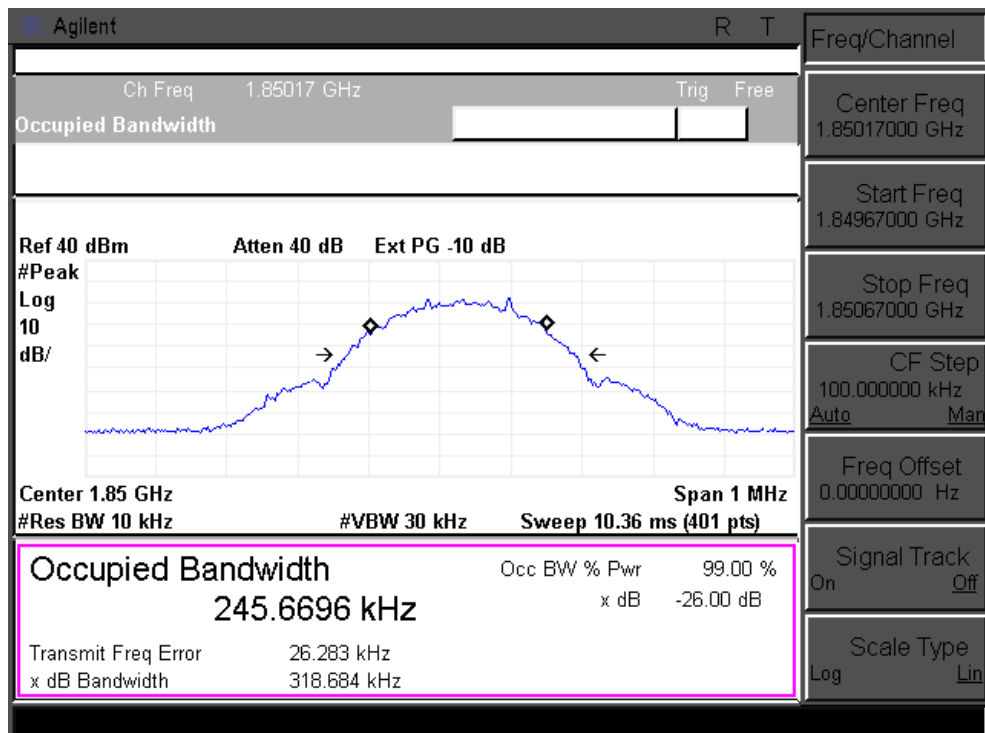 Agilent R T
Ch Freq 1.85017 GHz Trig Free
Occupied Bandwidth
Ref 40 dBm Atten 40 dB Ext PG -10 dB
#Peak
Log
10
dB/
Center 1.85 GHz Span 1 MHz
#Res BW 10 kHz #VBW 30 kHz Sweep 10.36 ms (401 pts)
Occupied Bandwidth
245.6696 kHz
Occ BW % Pwr 99.00 %
x dB -26.00 dB
Transmit Freq Error 26.283 kHz
x dB Bandwidth 318.684 kHz
Freq/Channel
Center Freq
1.85017000 GHz
Start Freq
1.84967000 GHz
Stop Freq
1.85067000 GHz
CF Step
100.000000 kHz
Auto Man
Freq Offset
0.00000000 Hz
Signal Track
On Off
Scale Type
Log Lin